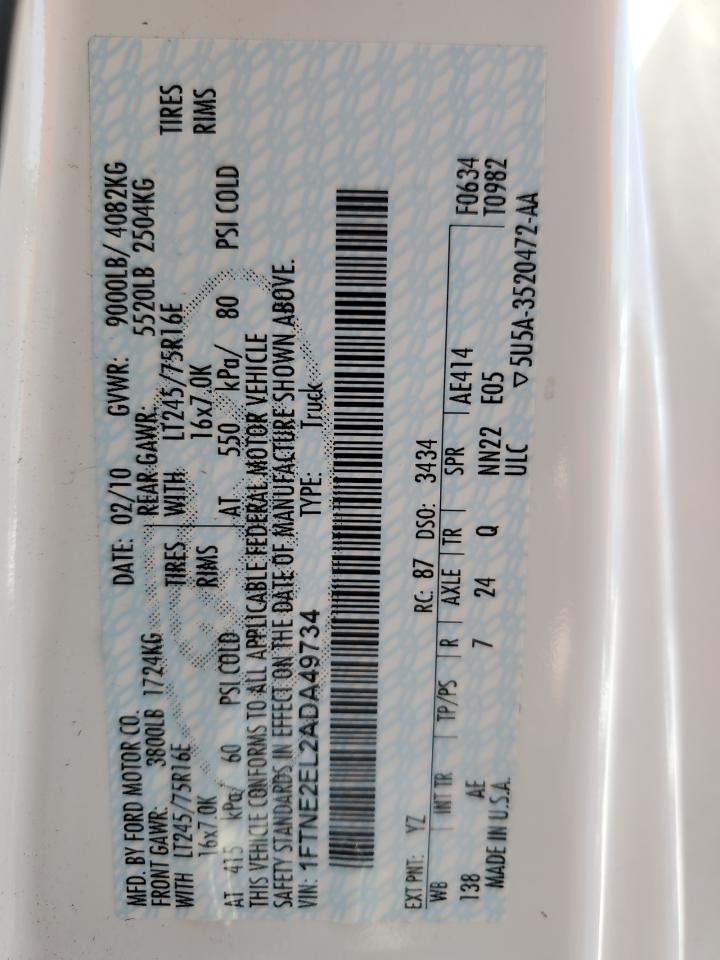 MFD. BY FORD MOTOR CO. DATE: 02/10 GVWR: 9000LB/ 4082KG
FRONT GAWR: 3800LB 1724KG REAR GAWR: 5520LB 2504KG
WITH LT245/75R16E TIRES WITH LT245/75R16E TIRES
16x7.0K RIMS 16x7.0K RIMS
AT 415 kPa/ 60 PSI COLD AT 550 kPa/ 80 PSI COLD
THIS VEHICLE CONFORMS TO ALL APPLICABLE FEDERAL MOTOR VEHICLE
SAFETY STANDARDS IN EFFECT ON THE DATE OF MANUFACTURE SHOWN ABOVE.
VIN: 1FTNE2EL2ADA49734 TYPE: Truck
EXT PNT: YZ RC: 87 DSO: 3434
WB | INT TR | TP/PS | R | AXLE | TR | SPR | AE414 F0634
138 AE 7 24 Q NN22 E05 T0982
MADE IN U.S.A. ULC ▽5U5A-3520472-AA